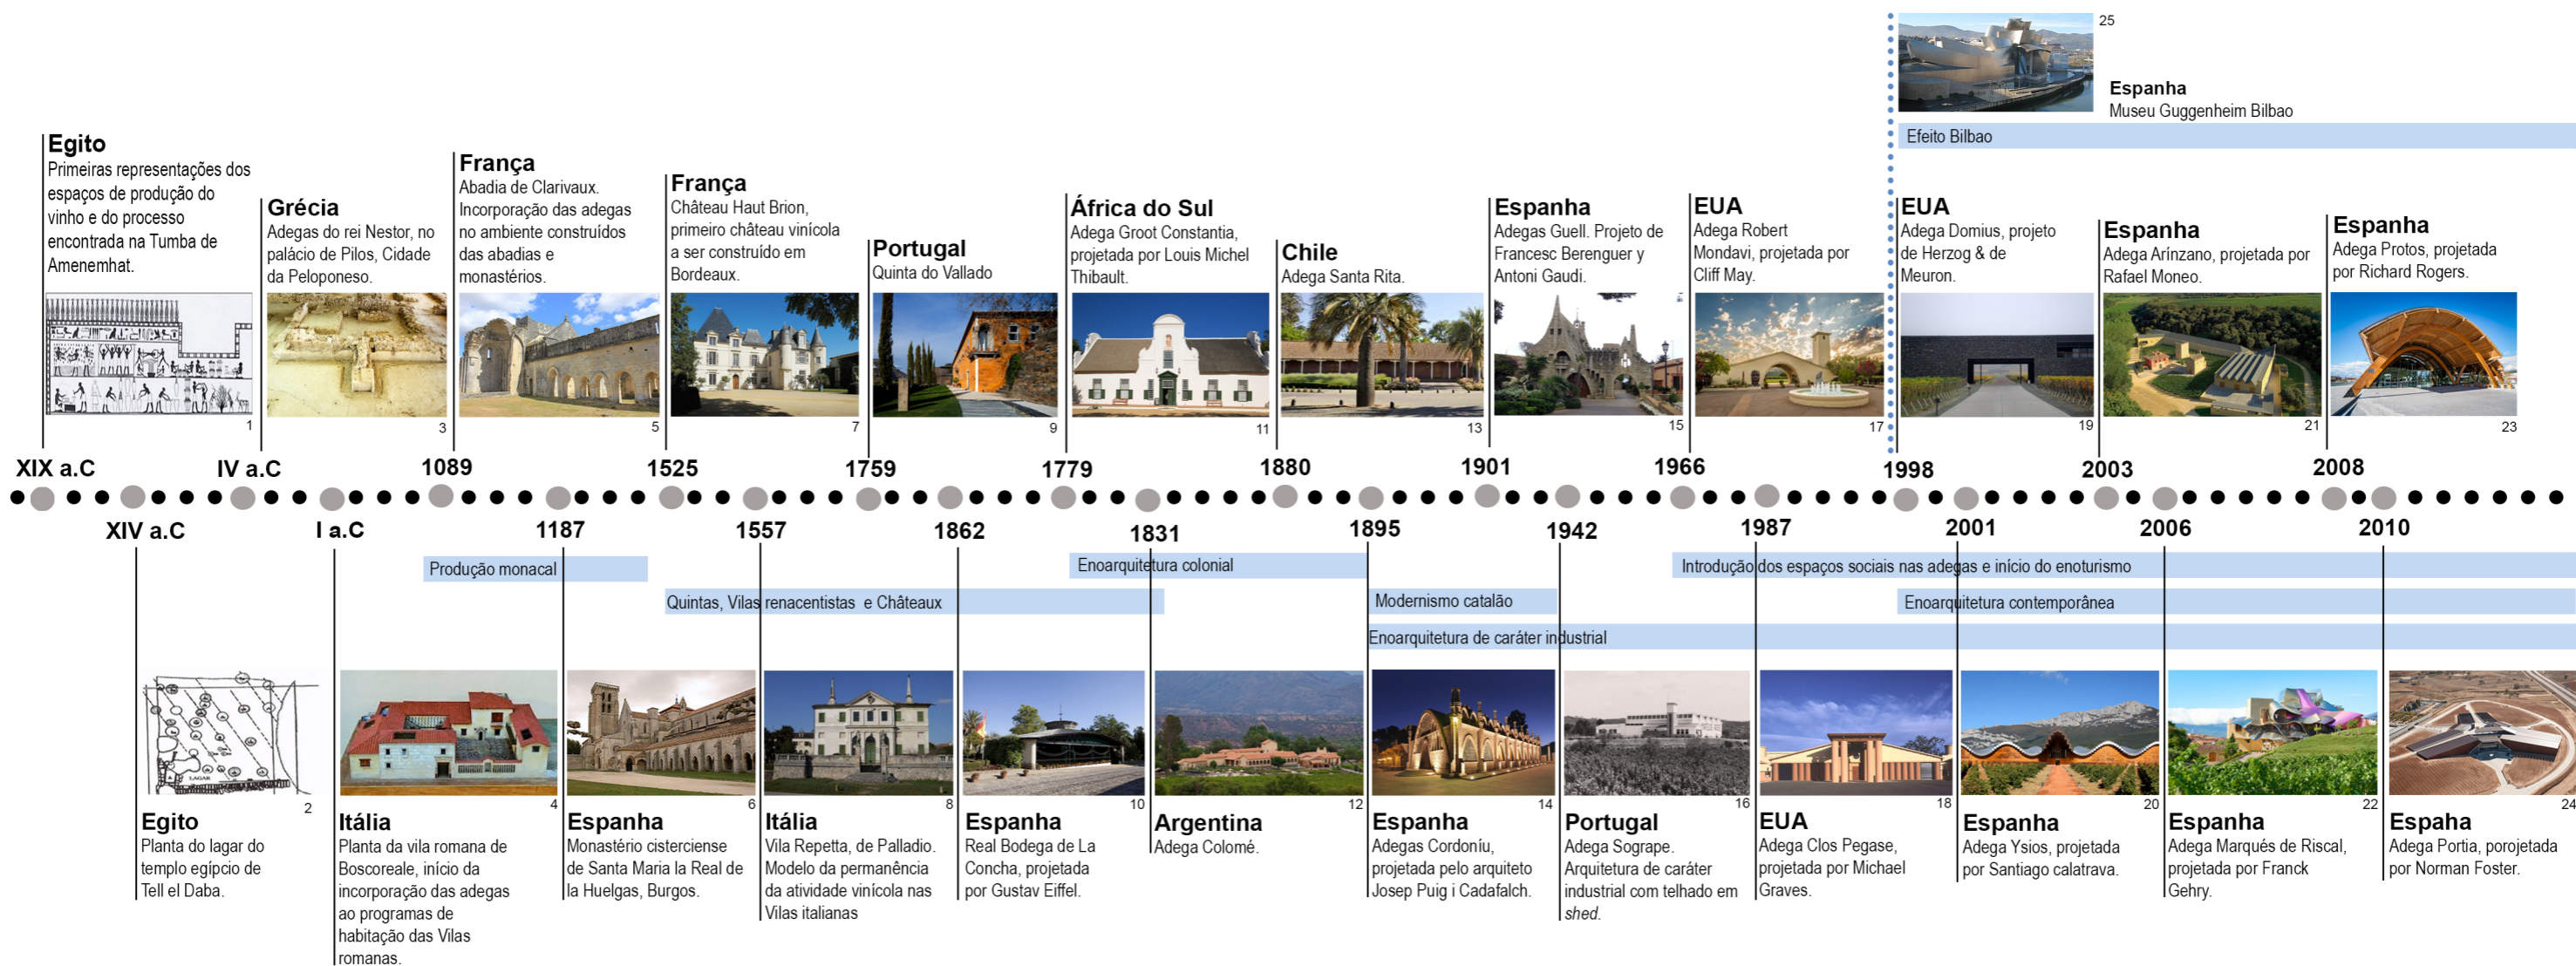 25
Espanha
Museu Guggenheim Bilbao
Efeito Bilbao
Egito
Primeiras representações dos
espaços de produção do
vinho e do processo
encontrada na Tumba de
Amenemhat.
1
Grécia
Adegas do rei Nestor, no
palácio de Pilos, Cidade
da Peloponeso.
3
França
Abadia de Clarivaux.
Incorporação das adegas
no ambiente construídos
das abadias e
monastérios.
5
França
Château Haut Brion,
primeiro château vinícola
a ser construído em
Bordeaux.
7
Portugal
Quinta do Vallado
9
África do Sul
Adega Groot Constantia,
projetada por Louis Michel
Thibault.
11
Chile
Adega Santa Rita.
13
Espanha
Adegas Guell. Projeto de
Francesc Berenguer y
Antoni Gaudi.
15
EUA
Adega Robert
Mondavi, projetada por
Cliff May.
17
EUA
Adega Domius, projeto
de Herzog & de
Meuron.
19
Espanha
Adega Arínzano, projetada por
Rafael Moneo.
21
Espanha
Adega Protos, projetada
por Richard Rogers.
23
XIX a.C
IV a.C
1089
1525
1759
1779
1880
1901
1966
1998
2003
2008
XIV a.C
I a.C
1187
1557
1862
1831
1895
1942
1987
2001
2006
2010
Produção monacal
Quintas, Vilas renacentistas e Châteaux
Enoarquitetura colonial
Modernismo catalão
Enoarquitetura de caráter industrial
Introdução dos espaços sociais nas adegas e início do enoturismo
Enoarquitetura contemporânea
LAGAR
2
Egito
Planta do lagar do
templo egípcio de
Tell el Daba.
4
Itália
Planta da vila romana de
Boscoreale, início da
incorporação das adegas
ao programas de
habitação das Vilas
romanas.
6
Espanha
Monastério cisterciense
de Santa Maria la Real de
la Huelgas, Burgos.
8
Itália
Vila Repetta, de Palladio.
Modelo da permanência
da atividade vinícola nas
Vilas italianas
10
Espanha
Real Bodega de La
Concha, projetada
por Gustav Eiffel.
12
Argentina
Adega Colomé.
14
Espanha
Adegas Cordoníu,
projetada pelo arquiteto
Josep Puig i Cadafalch.
16
Portugal
Adega Sogrape.
Arquitetura de caráter
industrial com telhado em
shed.
18
EUA
Adega Clos Pegase,
projetada por Michael
Graves.
20
Espanha
Adega Ysios, projetada
por Santiago calatrava.
22
Espanha
Adega Marqués de Riscal,
projetada por Franck
Gehry.
24
Espaha
Adega Portia, porojetada
por Norman Foster.